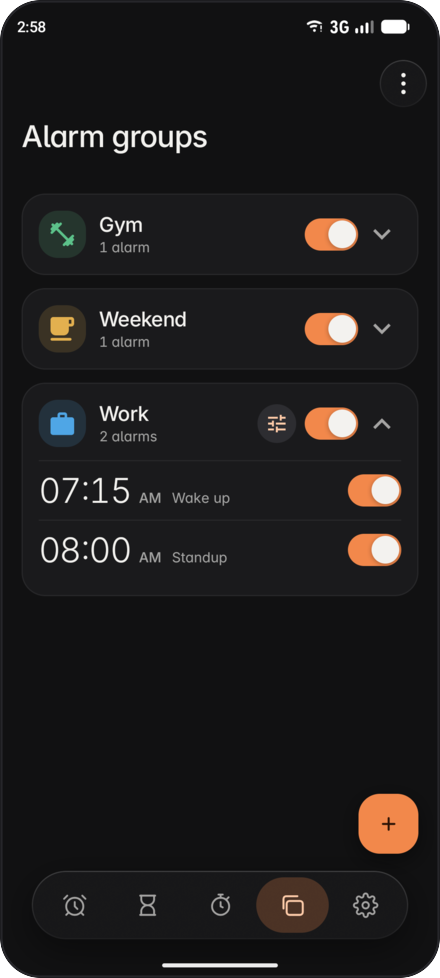 2:58
3G
Alarm groups
Gym
1 alarm
Weekend
1 alarm
Work
2 alarms
07:15 AM Wake up
08:00 AM Standup